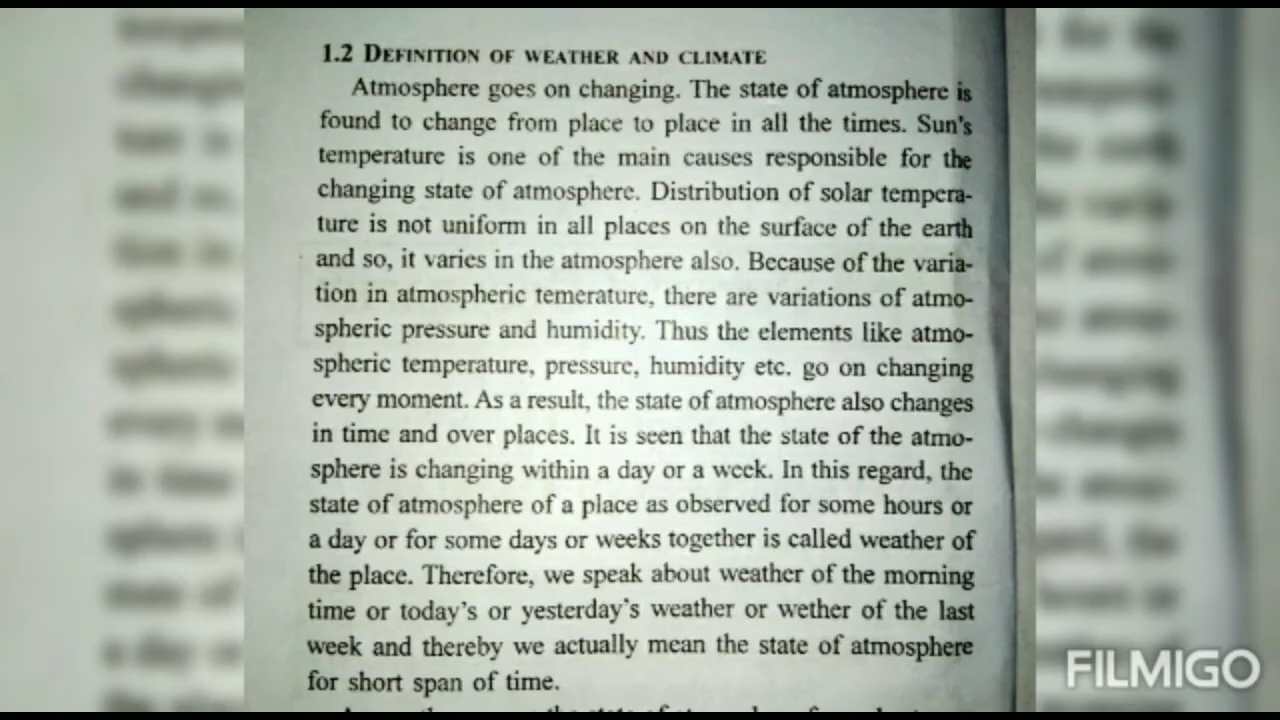 1.2 DEFINITION OF WEATHER AND CLIMATE
Atmosphere goes on changing. The state of atmosphere is
found to change from place to place in all the times. Sun's
temperature is one of the main causes responsible for the
changing state of atmosphere. Distribution of solar tempera-
ture is not uniform in all places on the surface of the earth
and so, it varies in the atmosphere also. Because of the varia-
tion in atmospheric temerature, there are variations of atmo-
spheric pressure and humidity. Thus the elements like atmo-
spheric temperature, pressure, humidity etc. go on changing
every moment. As a result, the state of atmosphere also changes
in time and over places. It is seen that the state of the atmo-
sphere is changing within a day or a week. In this regard, the
state of atmosphere of a place as observed for some hours or
a day or for some days or weeks together is called weather of
the place. Therefore, we speak about weather of the morning
time or today's or yesterday's weather or wether of the last
week and thereby we actually mean the state of atmosphere
for short span of time.
FILMIGO